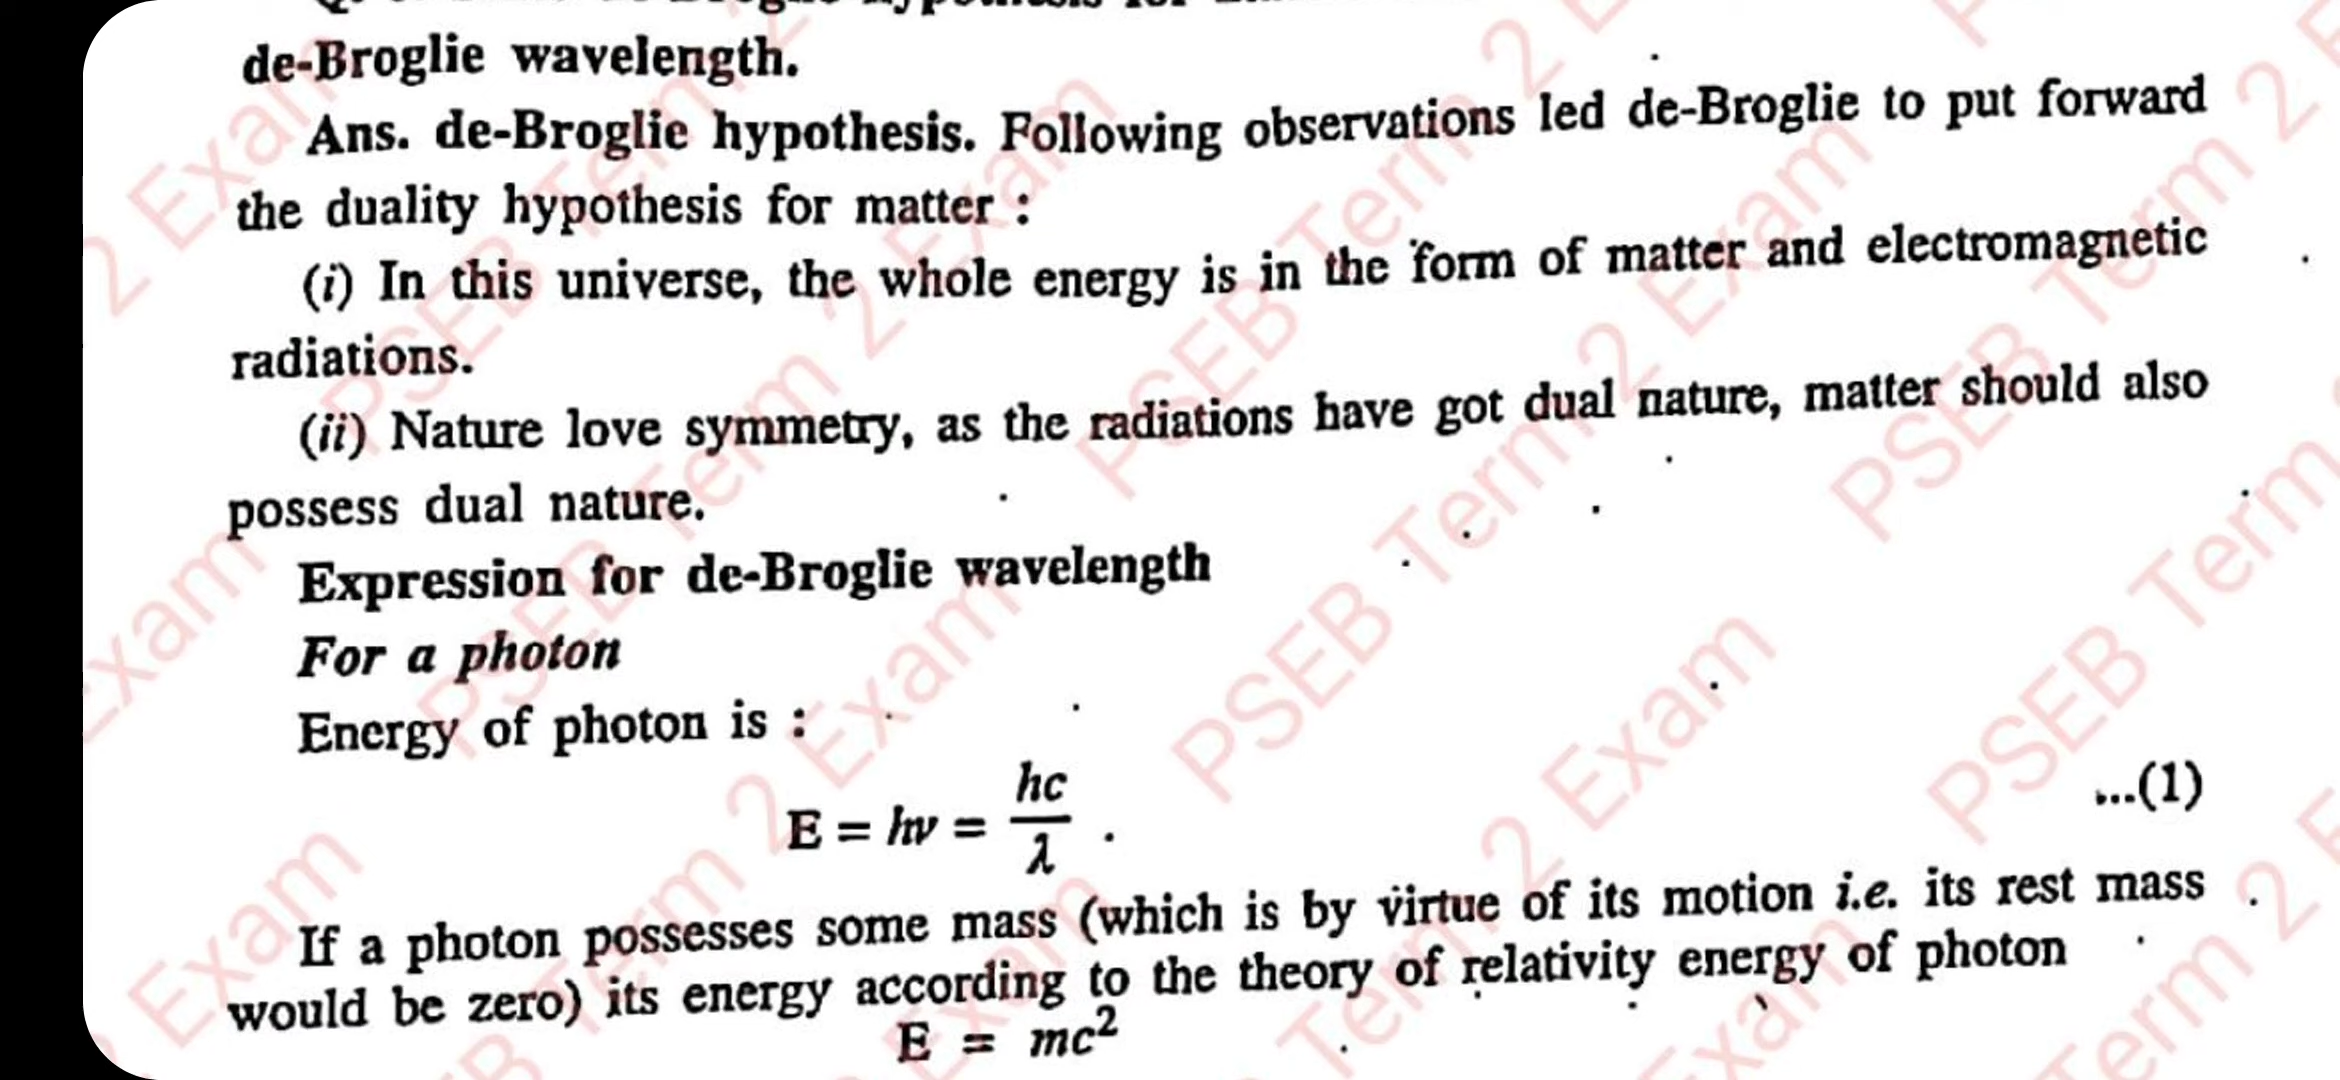 de-Broglie wavelength.
Ans. de-Broglie hypothesis. Following observations led de-Broglie to put forward
the duality hypothesis for matter :
(i) In this universe, the whole energy is in the form of matter and electromagnetic
radiations.
(ii) Nature love symmetry, as the radiations have got dual nature, matter should also
possess dual nature.
Expression for de-Broglie wavelength
For a photon
Energy of photon is :
E = hν = hc/λ . ...(1)
If a photon possesses some mass (which is by virtue of its motion i.e. its rest mass
would be zero) its energy according to the theory of relativity energy of photon
E = mc²
PSEB Term 2 Exam